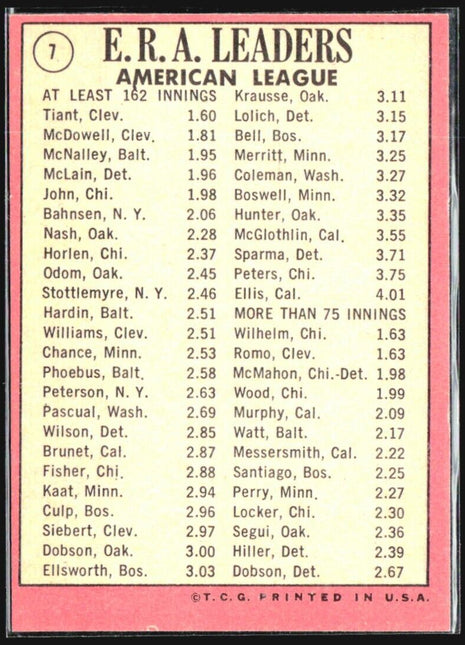 7
E.R.A. LEADERS
AMERICAN LEAGUE
AT LEAST 162 INNINGS
Tiant, Clev. 1.60
McDowell, Clev. 1.81
McNalley, Balt. 1.95
McLain, Det. 1.96
John, Chi. 1.98
Bahnsen, N. Y. 2.06
Nash, Oak. 2.28
Horlen, Chi. 2.37
Odom, Oak. 2.45
Stottlemyre, N. Y. 2.46
Hardin, Balt. 2.51
Williams, Clev. 2.51
Chance, Minn. 2.53
Phoebus, Balt. 2.58
Peterson, N. Y. 2.63
Pascual, Wash. 2.69
Wilson, Det. 2.85
Brunet, Cal. 2.87
Fisher, Chi. 2.88
Kaat, Minn. 2.94
Culp, Bos. 2.96
Siebert, Clev. 2.97
Dobson, Oak. 3.00
Ellsworth, Bos. 3.03
Krausse, Oak. 3.11
Lolich, Det. 3.15
Bell, Bos. 3.17
Merritt, Minn. 3.25
Coleman, Wash. 3.27
Boswell, Minn. 3.32
Hunter, Oak. 3.35
McGlothlin, Cal. 3.55
Sparma, Det. 3.71
Peters, Chi. 3.75
Ellis, Cal. 4.01
MORE THAN 75 INNINGS
Wilhelm, Chi. 1.63
Romo, Clev. 1.63
McMahon, Chi.-Det. 1.98
Wood, Chi. 1.99
Murphy, Cal. 2.09
Watt, Balt. 2.17
Messersmith, Cal. 2.22
Santiago, Bos. 2.25
Perry, Minn. 2.27
Locker, Chi. 2.30
Segui, Oak. 2.36
Hiller, Det. 2.39
Dobson, Det. 2.67
©T.C.G. PRINTED IN U.S.A.